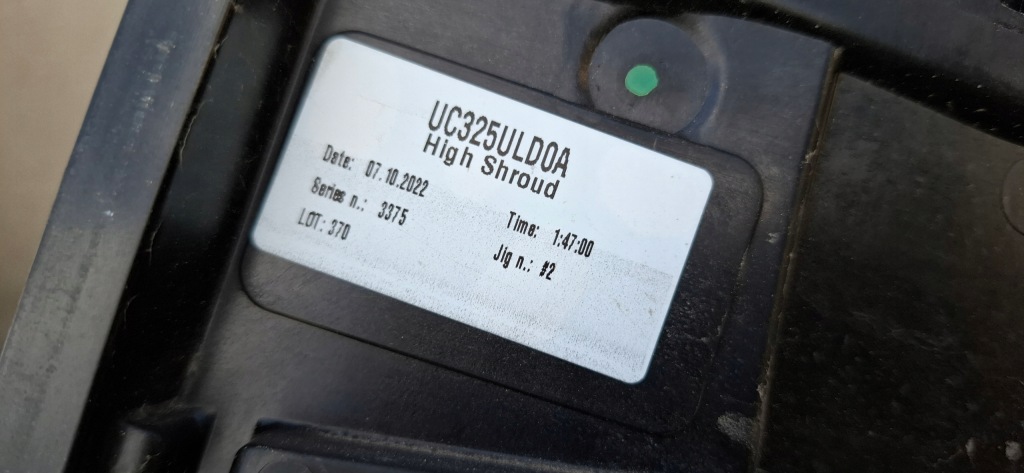 UC325ULD0A
High Shroud
Date: 07.10.2022
Time: 1:47:00
Series n.: 3375
Jig n.: #2
LOT: 370